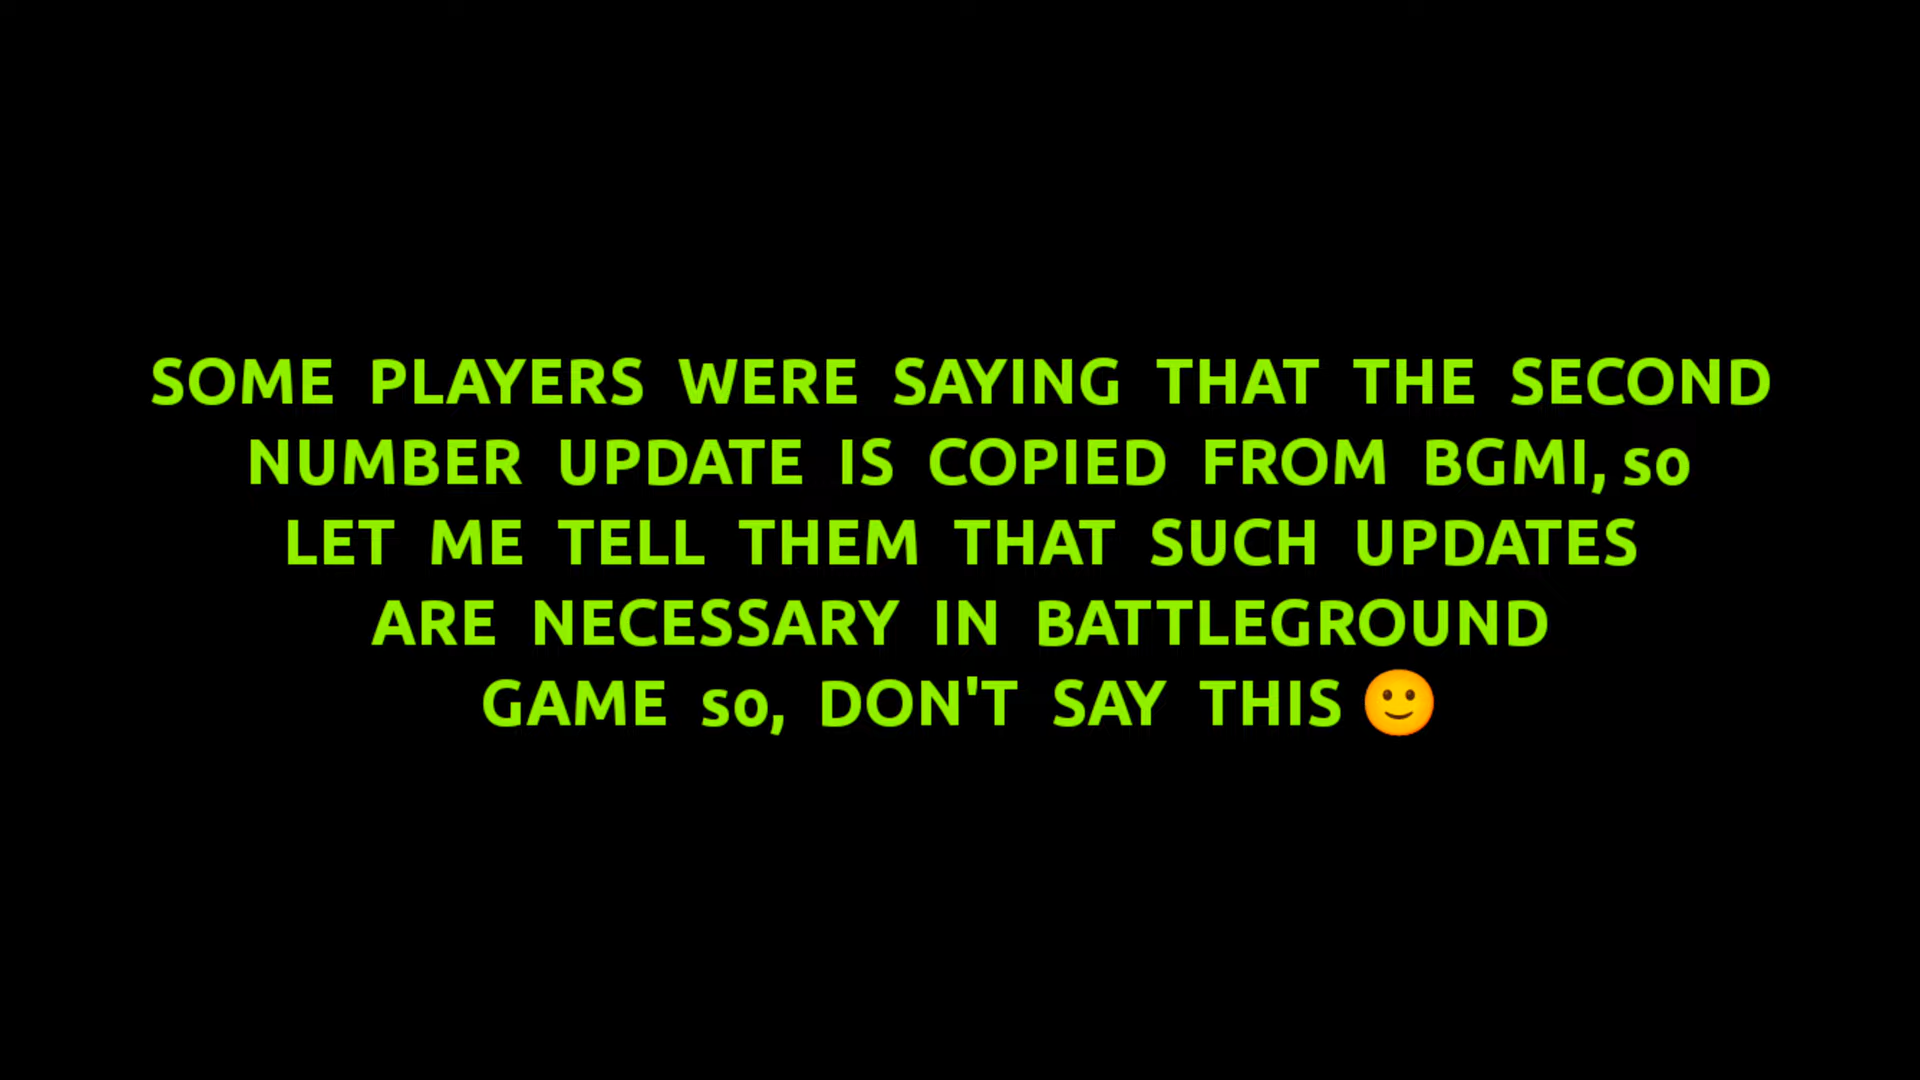 SOME PLAYERS WERE SAYING THAT THE SECOND
NUMBER UPDATE IS COPIED FROM BGMI, so
LET ME TELL THEM THAT SUCH UPDATES
ARE NECESSARY IN BATTLEGROUND
GAME so, DON'T SAY THIS 🙂